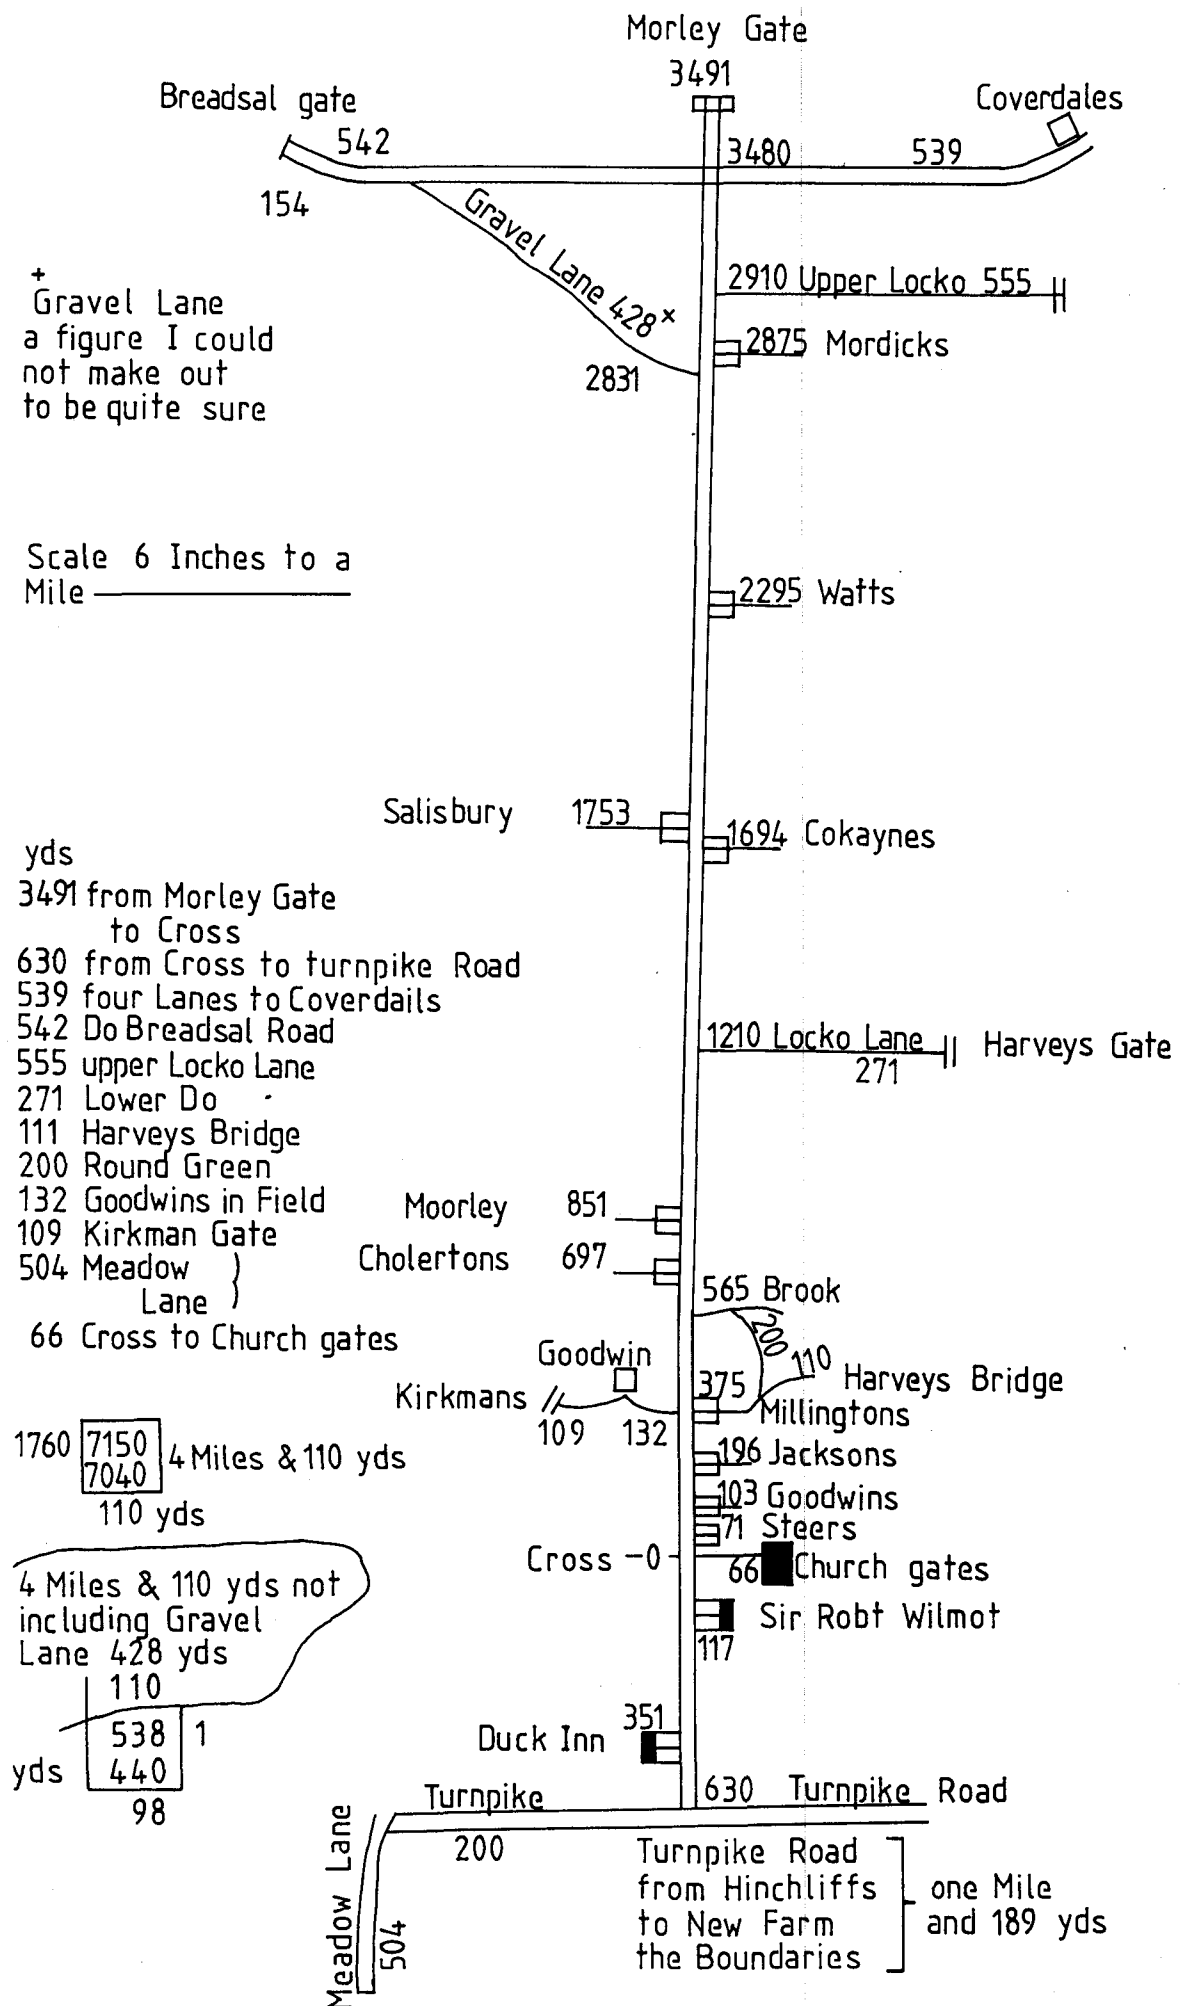 Morley Gate
3491
Breadsal gate
Coverdales
542
3480
539
154
Gravel Lane 428 x
+
Gravel Lane
a figure I could
not make out
to be quite sure
2910 Upper Locko 555
2875 Mordicks
2831
Scale 6 Inches to a
Mile
2295 Watts
Salisbury 1753
1694 Cokaynes
yds
3491 from Morley Gate
to Cross
630 from Cross to turnpike Road
539 four Lanes to Coverdails
542 Do Breadsal Road
555 upper Locko Lane
271 Lower Do
111 Harveys Bridge
200 Round Green
132 Goodwins in Field
109 Kirkman Gate
504 Meadow
Lane }
66 Cross to Church gates
1210 Locko Lane
271
Harveys Gate
Moorley 851
Cholertons 697
565 Brook
200
110
Harveys Bridge
Goodwin
Kirkmans
109 132
375
Millingtons
196 Jacksons
103 Goodwins
71 Steers
Cross -0
66 Church gates
Sir Robt Wilmot
117
1760 7150
7040
4 Miles & 110 yds
110 yds
4 Miles & 110 yds not
including Gravel
Lane 428 yds
110
538 1
yds 440
98
351
Duck Inn
Turnpike
630 Turnpike Road
200
Meadow Lane
504
Turnpike Road
from Hinchliffs
to New Farm
the Boundaries
one Mile
and 189 yds